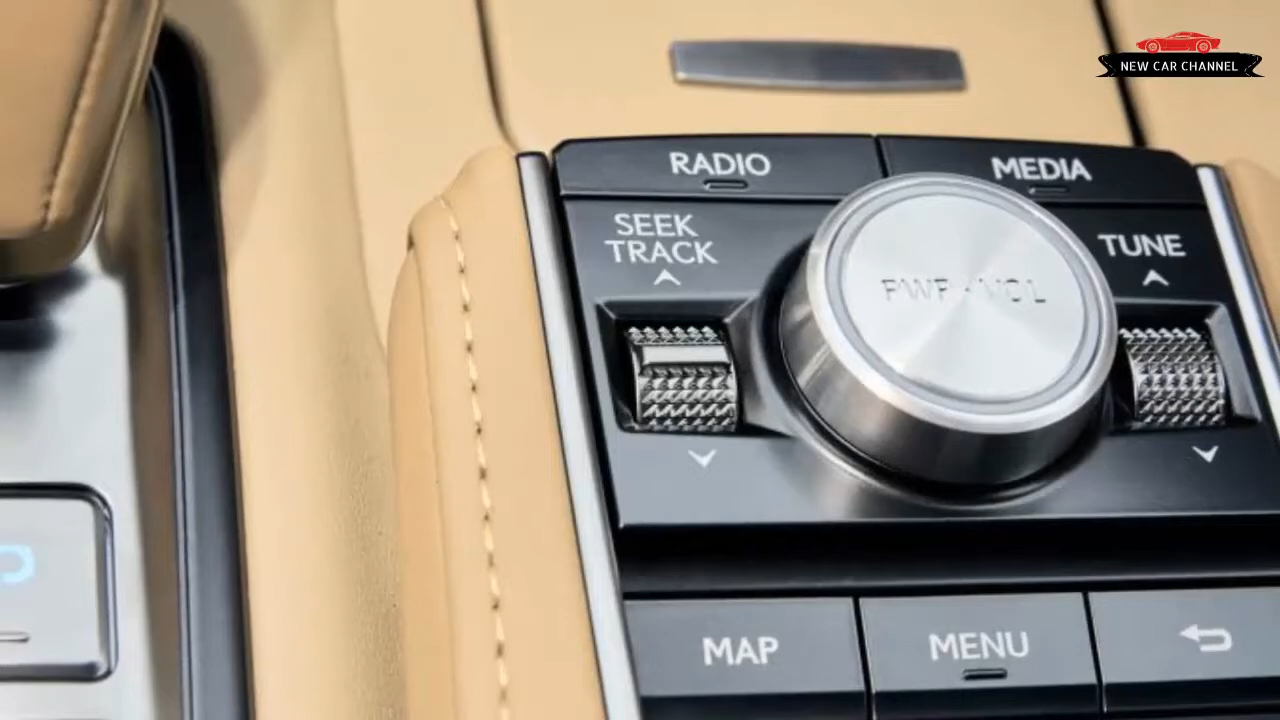 NEW CAR CHANNEL
RADIO
MEDIA
SEEK
TRACK
TUNE
PWR · VOL
MAP
MENU